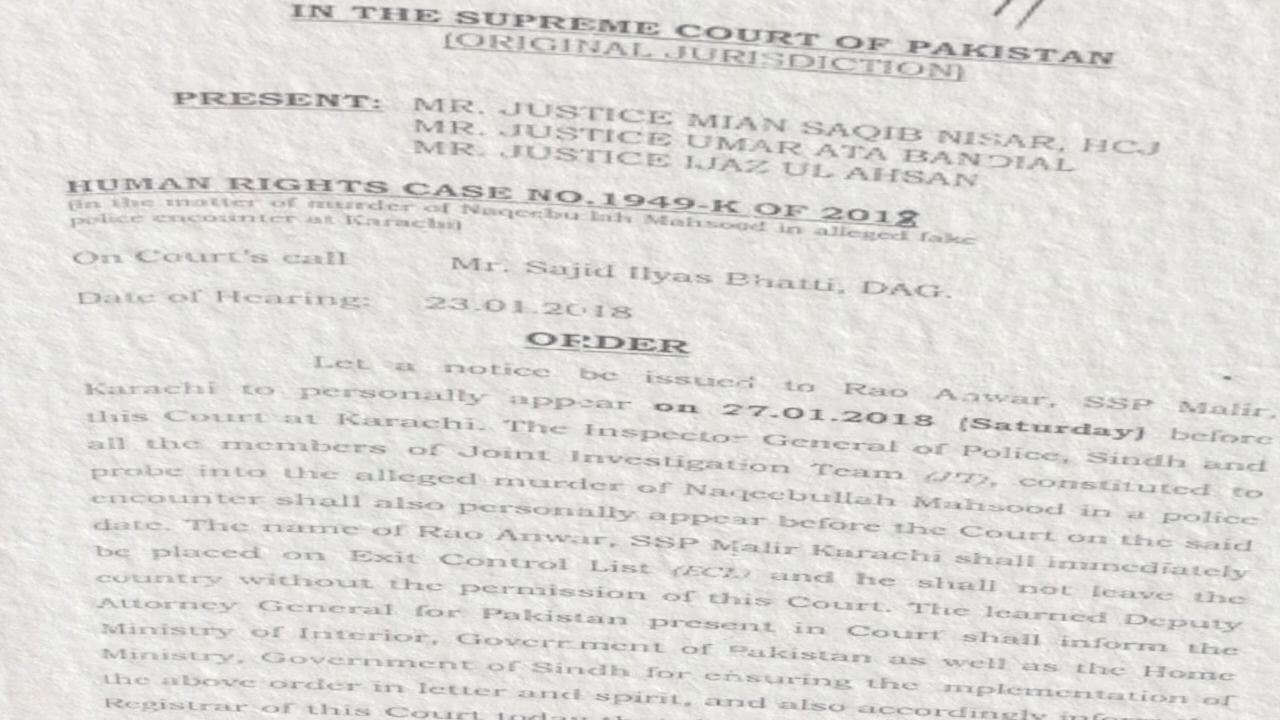 IN THE SUPREME COURT OF PAKISTAN
(ORIGINAL JURISDICTION)
PRESENT: MR. JUSTICE MIAN SAQIB NISAR, HCJ
MR. JUSTICE UMAR ATA BANDIAL
MR. JUSTICE IJAZ UL AHSAN
HUMAN RIGHTS CASE NO.1949-K OF 2018
(In the matter of murder of Naqeebu lah Mahsood in alleged fake
police encounter at Karachi)
On Court's call Mr. Sajid Ilyas Bhatti, DAG.
Date of Hearing: 23.01.2018
ORDER
Let a notice be issued to Rao Anwar, SSP Malir,
Karachi to personally appear on 27.01.2018 (Saturday) before
this Court at Karachi. The Inspector General of Police, Sindh and
all the members of Joint Investigation Team (JIT), constituted to
probe into the alleged murder of Naqeebullah Mahsood in a police
encounter shall also personally appear before the Court on the said
date. The name of Rao Anwar, SSP Malir Karachi shall immediately
be placed on Exit Control List (ECL) and he shall not leave the
country without the permission of this Court. The learned Deputy
Attorney General for Pakistan present in Court shall inform the
Ministry of Interior, Government of Pakistan as well as the Home
Ministry, Government of Sindh for ensuring the implementation of
the above order in letter and spirit, and also accordingly
Registrar of this Court today